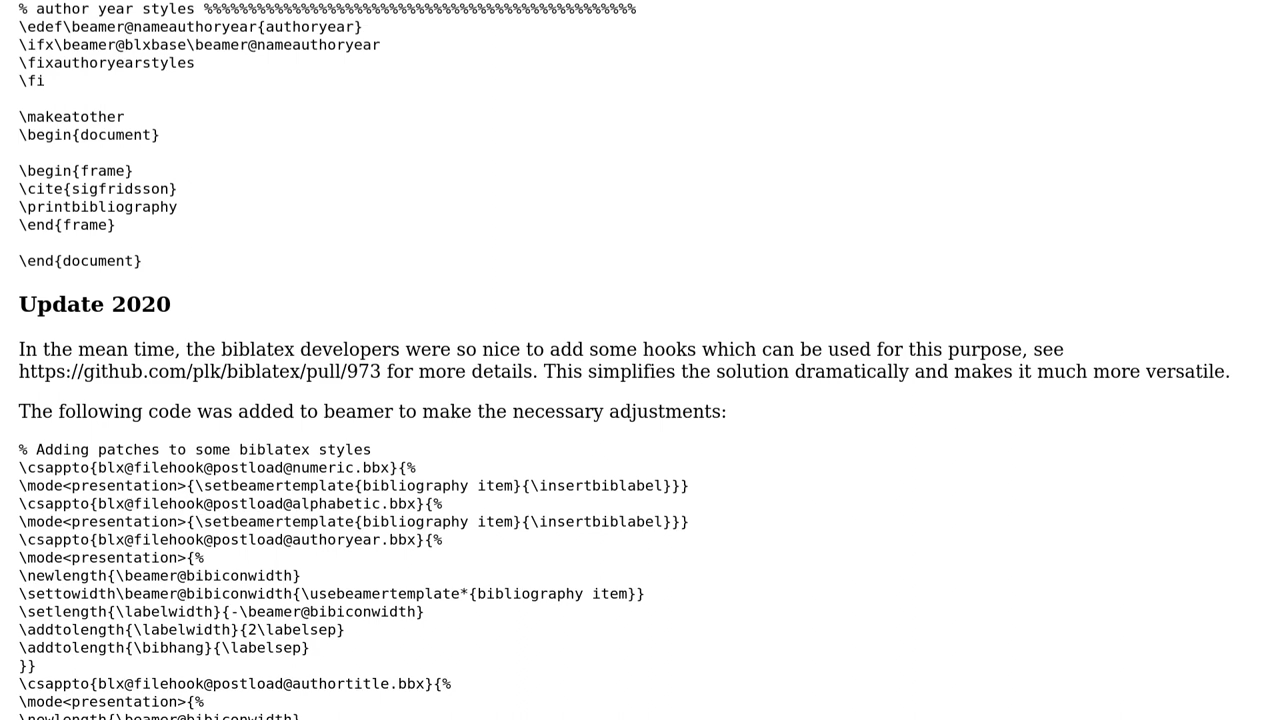 % author year styles %%%%%%%%%%%%%%%%%%%%%%%%%%%%%%%%%%%%%%%%%%%%%%%%%
\edef\beamer@nameauthoryear{authoryear}
\ifx\beamer@blxbase\beamer@nameauthoryear
\fixauthoryearstyles
\fi
\makeatother
\begin{document}
\begin{frame}
\cite{sigfridsson}
\printbibliography
\end{frame}
\end{document}
Update 2020
In the mean time, the biblatex developers were so nice to add some hooks which can be used for this purpose, see
https://github.com/plk/biblatex/pull/973 for more details. This simplifies the solution dramatically and makes it much more versatile.
The following code was added to beamer to make the necessary adjustments:
% Adding patches to some biblatex styles
\csappto{blx@filehook@postload@numeric.bbx}{%
\mode<presentation>{\setbeamertemplate{bibliography item}{\insertbiblabel}}}
\csappto{blx@filehook@postload@alphabetic.bbx}{%
\mode<presentation>{\setbeamertemplate{bibliography item}{\insertbiblabel}}}
\csappto{blx@filehook@postload@authoryear.bbx}{%
\mode<presentation>{%
\newlength{\beamer@bibiconwidth}
\settowidth\beamer@bibiconwidth{\usebeamertemplate*{bibliography item}}
\setlength{\labelwidth}{-\beamer@bibiconwidth}
\addtolength{\labelwidth}{2\labelsep}
\addtolength{\bibhang}{\labelsep}
}}
\csappto{blx@filehook@postload@authortitle.bbx}{%
\mode<presentation>{%
\newlength{\beamer@bibiconwidth}